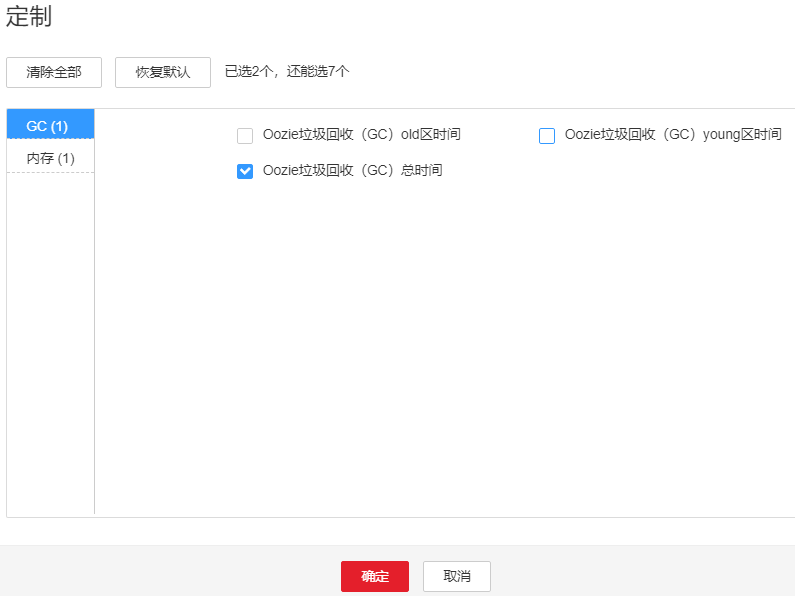 定制
清除全部 恢复默认 已选2个，还能选7个
GC (1)
内存 (1)
Oozie垃圾回收（GC）old区时间 Oozie垃圾回收（GC）young区时间
Oozie垃圾回收（GC）总时间
确定 取消